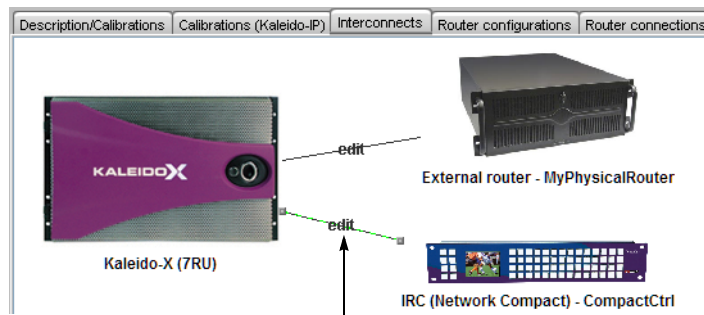 Description/Calibrations Calibrations (Kaleido-IP) Interconnects Router configurations Router connections
KALEIDOX
edit
External router - MyPhysicalRouter
edit
Kaleido-X (7RU)
IRC (Network Compact) - CompactCtrl